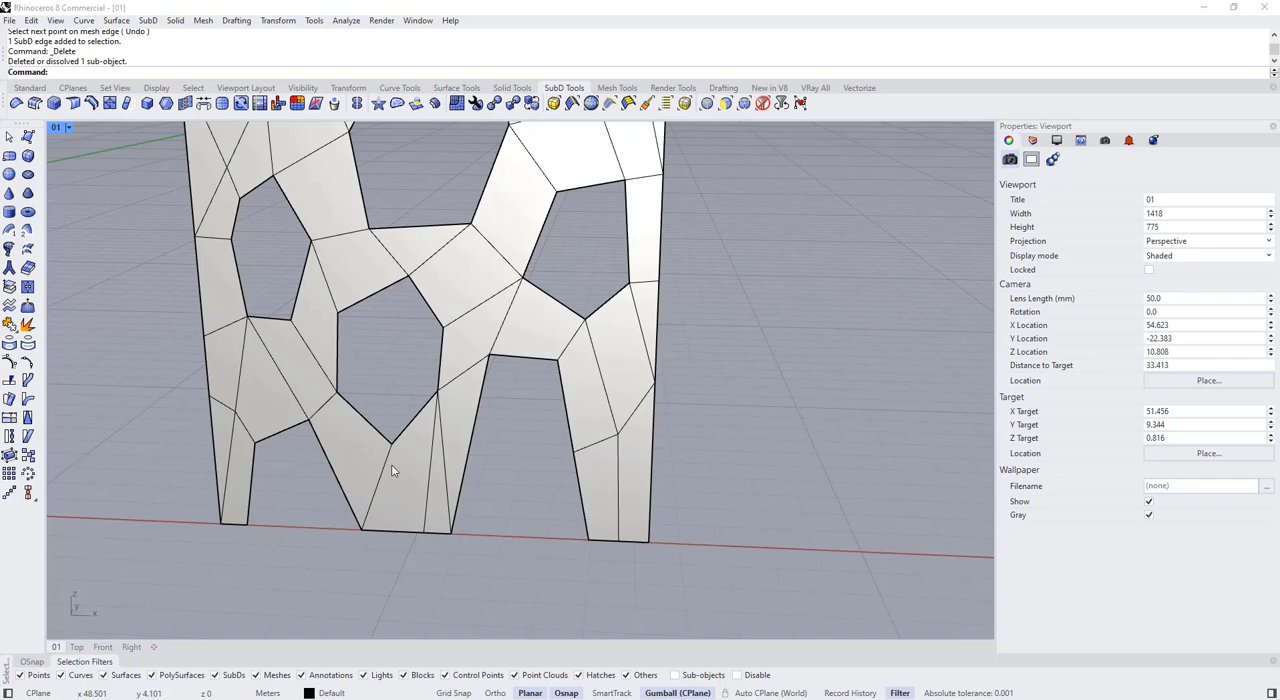 Rhinoceros 8 Commercial - [01]
File Edit View Curve Surface SubD Solid Mesh Drafting Transform Tools Analyze Render Window Help
Select next point on mesh edge ( Undo )
1 SubD edge added to selection.
Command: _Delete
Deleted or dissolved 1 sub-object.
Command:
Standard CPlanes Set View Display Select Viewport Layout Visibility Transform Curve Tools Surface Tools Solid Tools SubD Tools Mesh Tools Render Tools Drafting New in V8 VRay All Vectorize
01
Properties: Viewport
Viewport
Title 01
Width 1418
Height 775
Projection Perspective
Display mode Shaded
Locked
Camera
Lens Length (mm) 50.0
Rotation 0.0
X Location 54.623
Y Location -22.383
Z Location 10.808
Distance to Target 33.413
Location Place...
Target
X Target 51.456
Y Target 9.344
Z Target 0.816
Location Place...
Wallpaper
Filename (none) ...
Show
Gray
z
y x
01 Top Front Right
Select...
OSnap Selection Filters
Points Curves Surfaces PolySurfaces SubDs Meshes Annotations Lights Blocks Control Points Point Clouds Hatches Others Sub-objects Disable
CPlane x 48.501 y 4.101 z 0 Meters Default Grid Snap Ortho Planar Osnap SmartTrack Gumball (CPlane) Auto CPlane (World) Record History Filter Absolute tolerance: 0.001